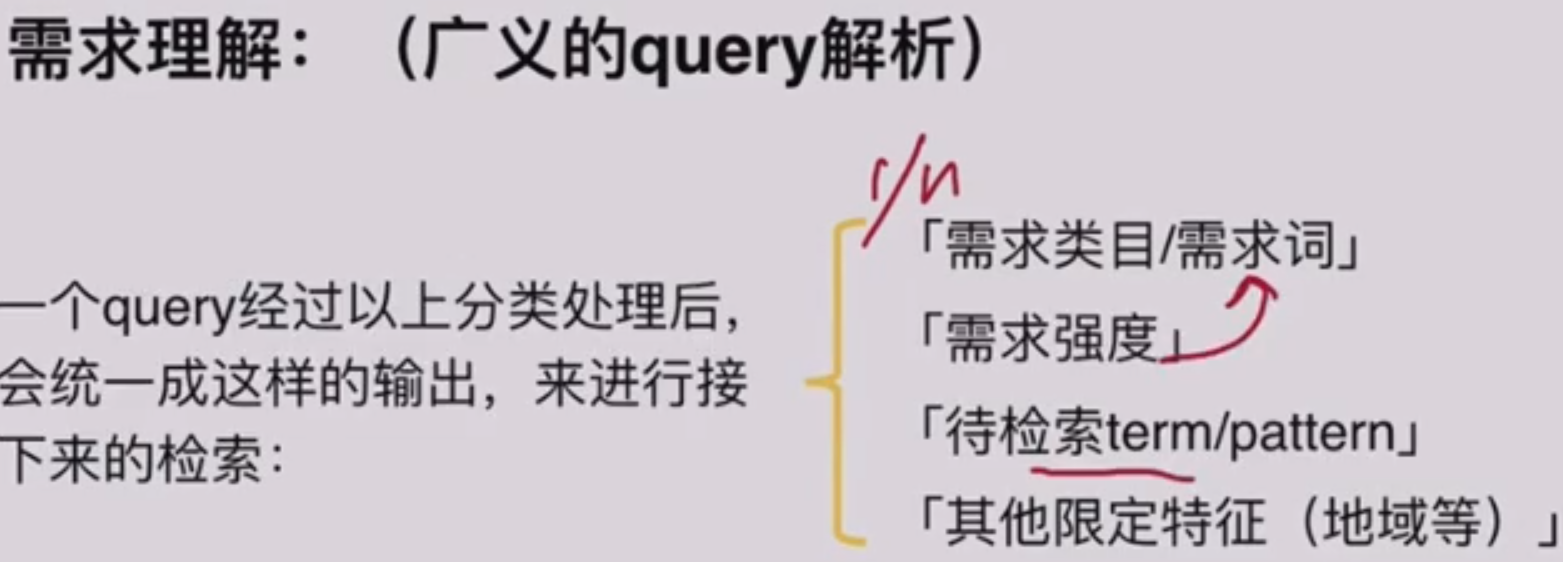 需求理解：（广义的query解析）
1/n
「需求类目/需求词」
一个query经过以上分类处理后，
会统一成这样的输出，来进行接
下来的检索：
「需求强度」
「待检索term/pattern」
「其他限定特征（地域等）」